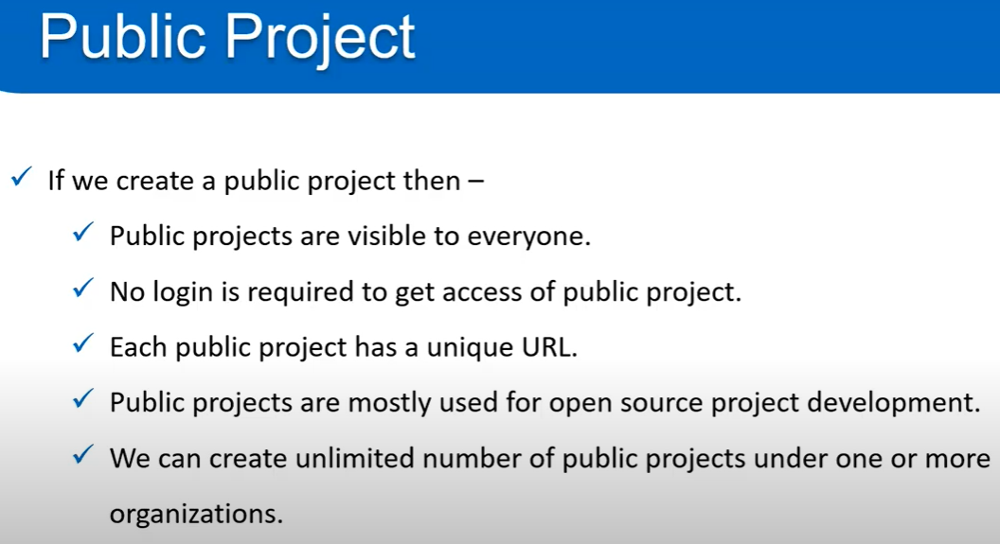 Public Project
If we create a public project then –
Public projects are visible to everyone.
No login is required to get access of public project.
Each public project has a unique URL.
Public projects are mostly used for open source project development.
We can create unlimited number of public projects under one or more
organizations.